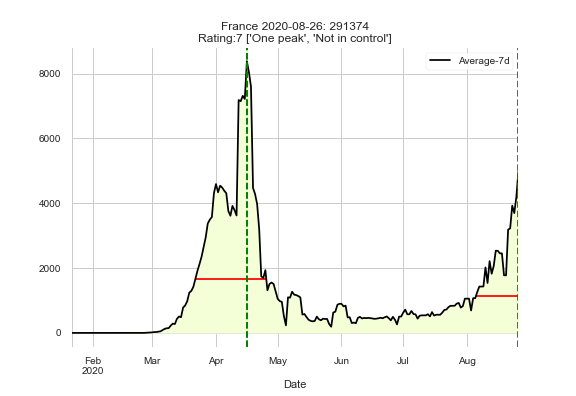 France 2020-08-26: 291374
Rating:7 ['One peak', 'Not in control']
Average-7d
8000
6000
4000
2000
0
Feb Mar Apr May Jun Jul Aug
2020
Date